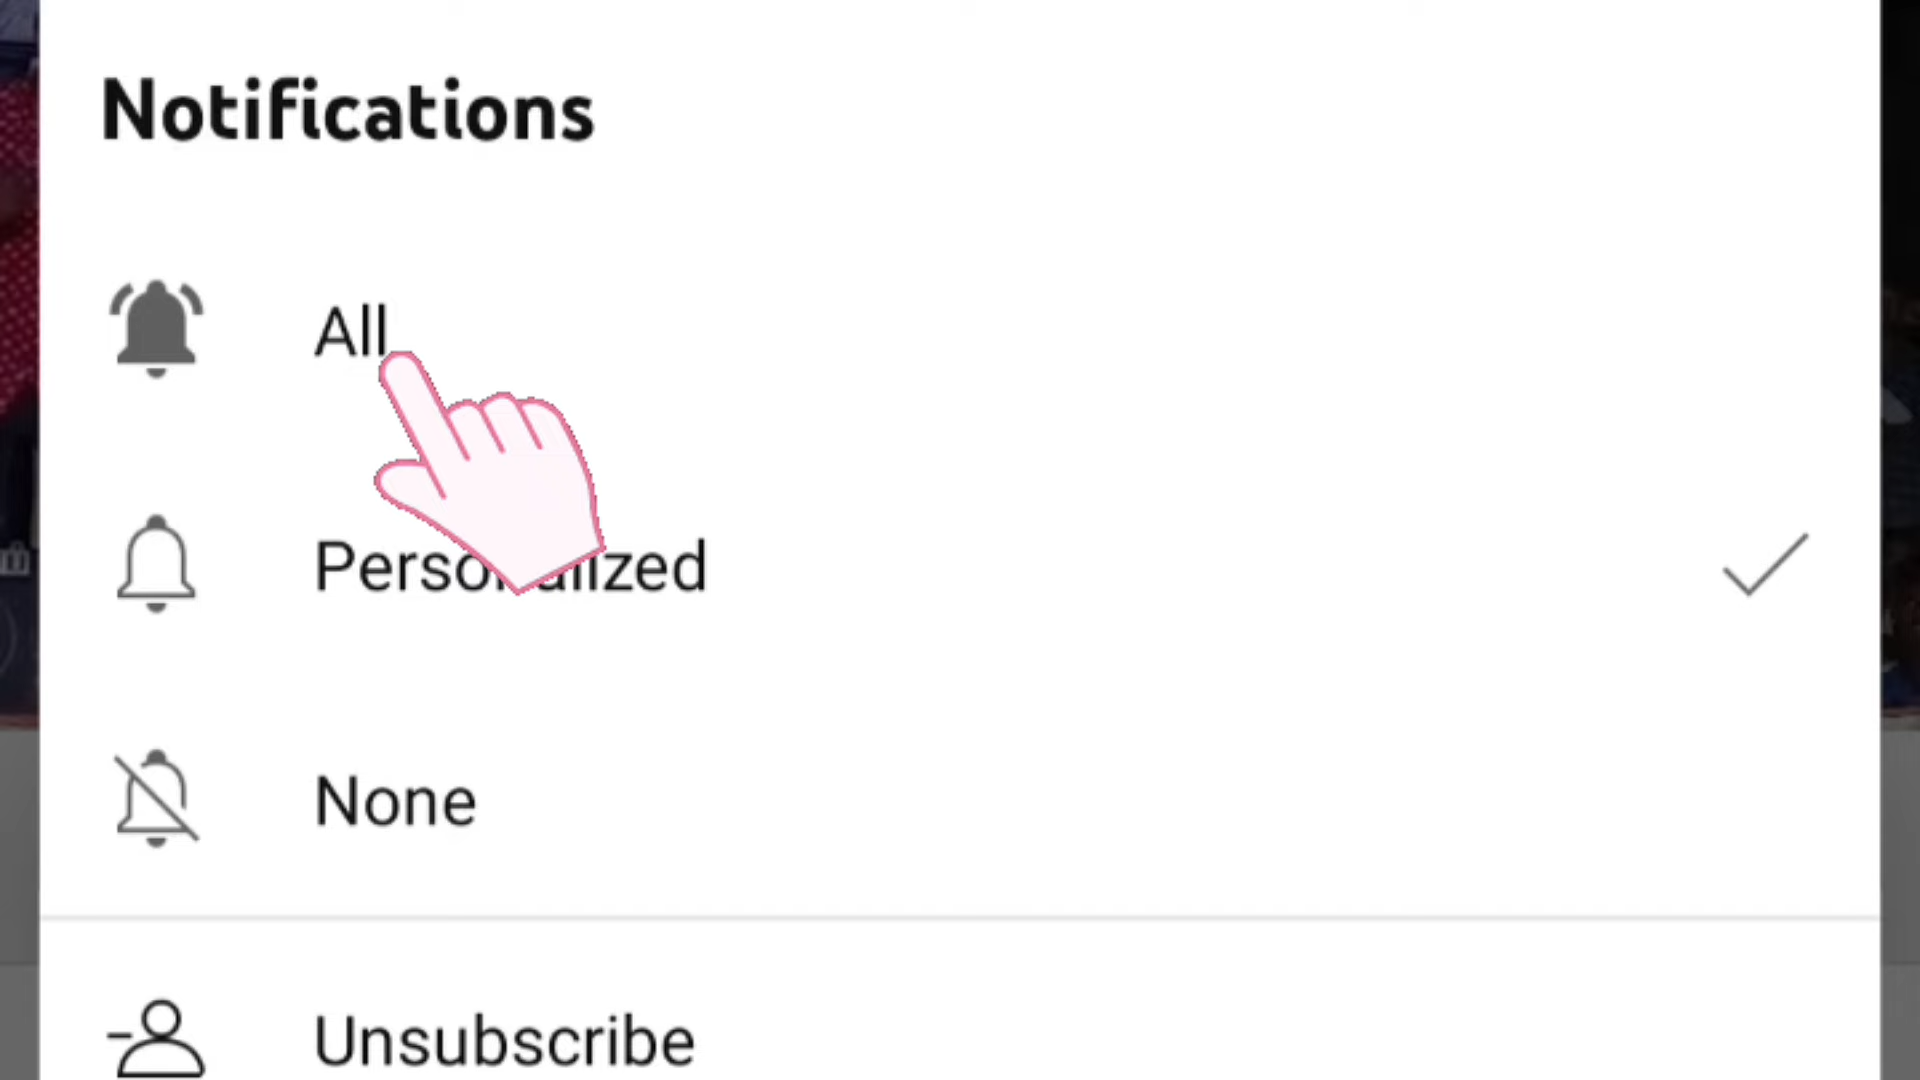 Notifications
All
Personalized
None
Unsubscribe